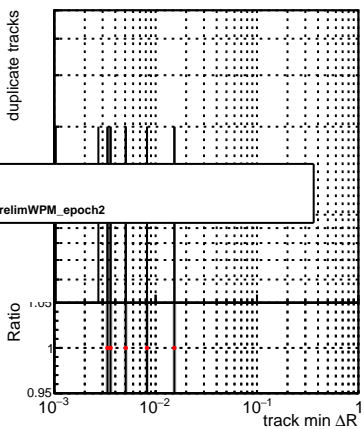 duplicate tracks
relimWPM_epoch2
1.05
Ratio
1
0.95
10⁻³ 10⁻² 10⁻¹ 1
track min ΔR